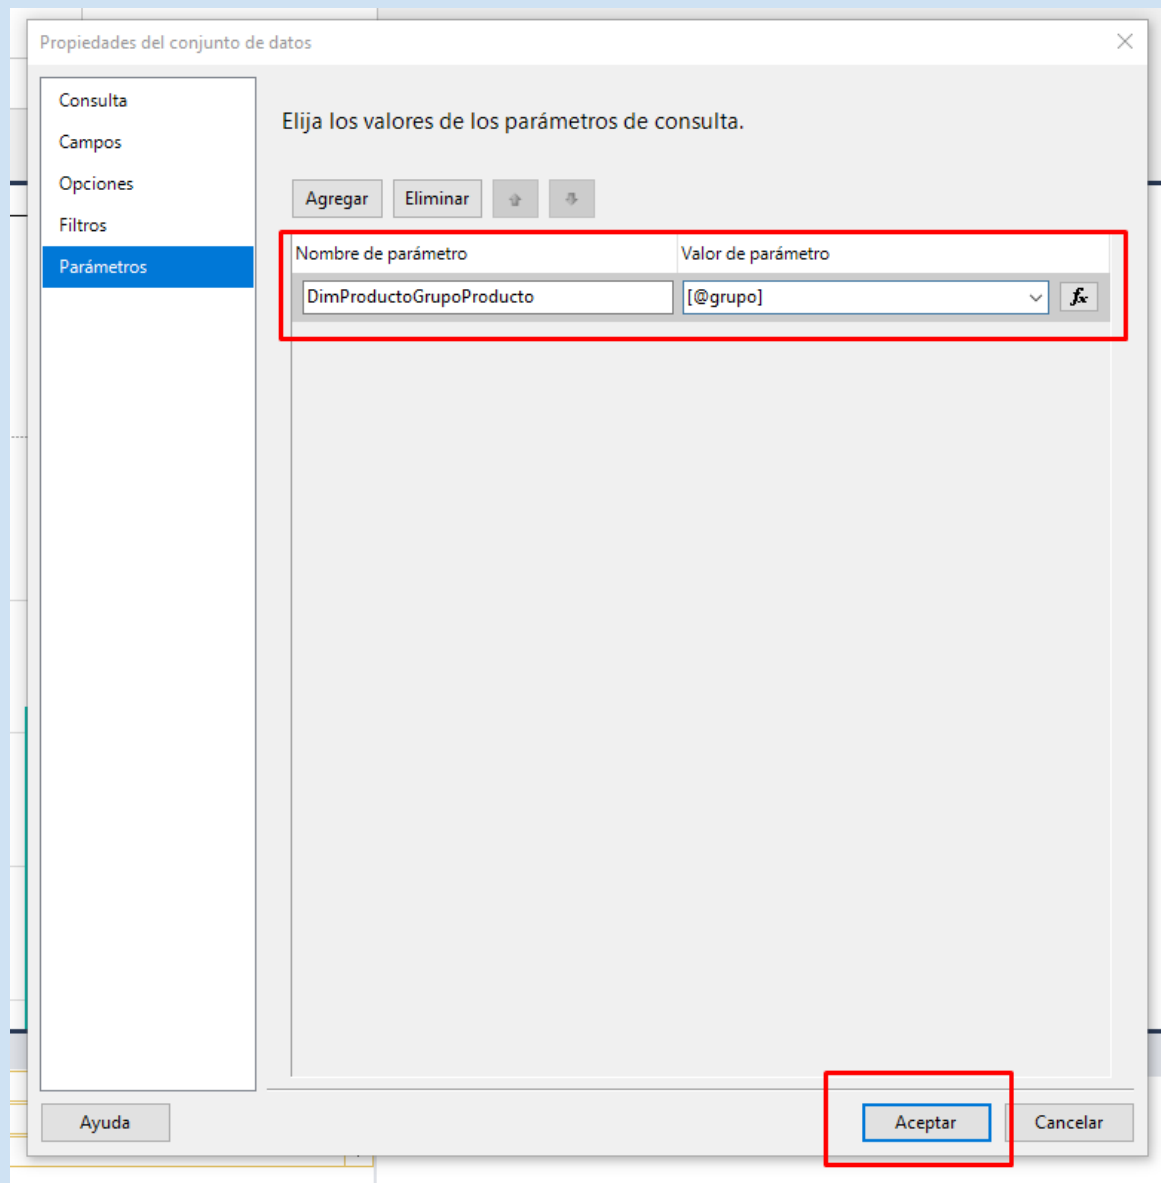 Propiedades del conjunto de datos
Consulta
Campos
Opciones
Filtros
Parámetros
Elija los valores de los parámetros de consulta.
Agregar Eliminar
Nombre de parámetro Valor de parámetro
DimProductoGrupoProducto [@grupo] fx
Ayuda Aceptar Cancelar